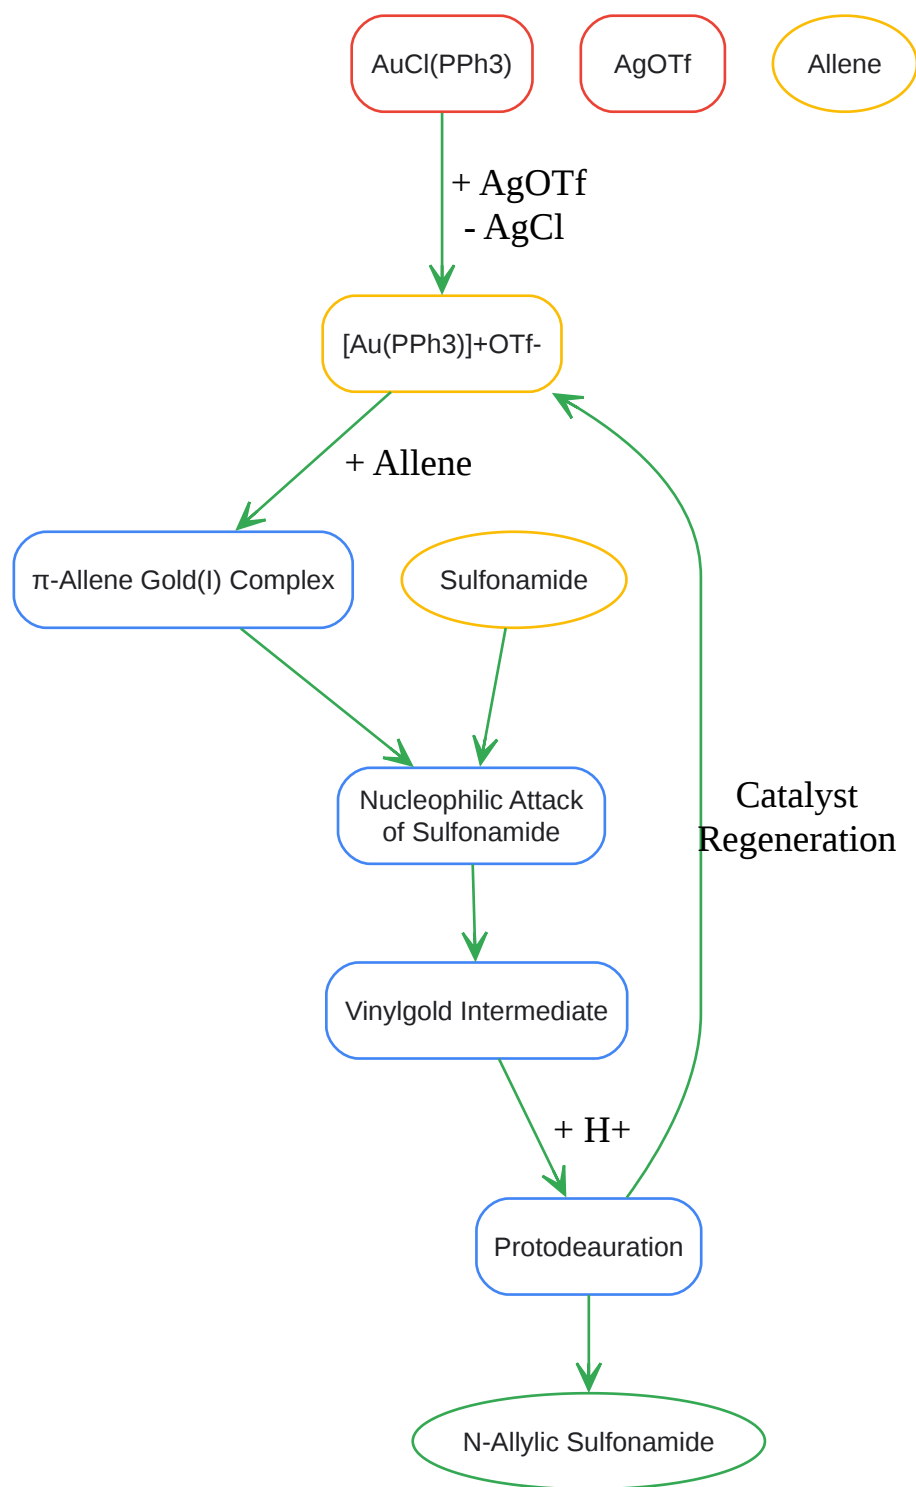 AuCl(PPh3)
AgOTf
Allene
+ AgOTf
- AgCl
[Au(PPh3)]+OTf-
+ Allene
π-Allene Gold(I) Complex
Sulfonamide
Nucleophilic Attack
of Sulfonamide
Catalyst
Regeneration
Vinylgold Intermediate
+ H+
Protodeauration
N-Allylic Sulfonamide